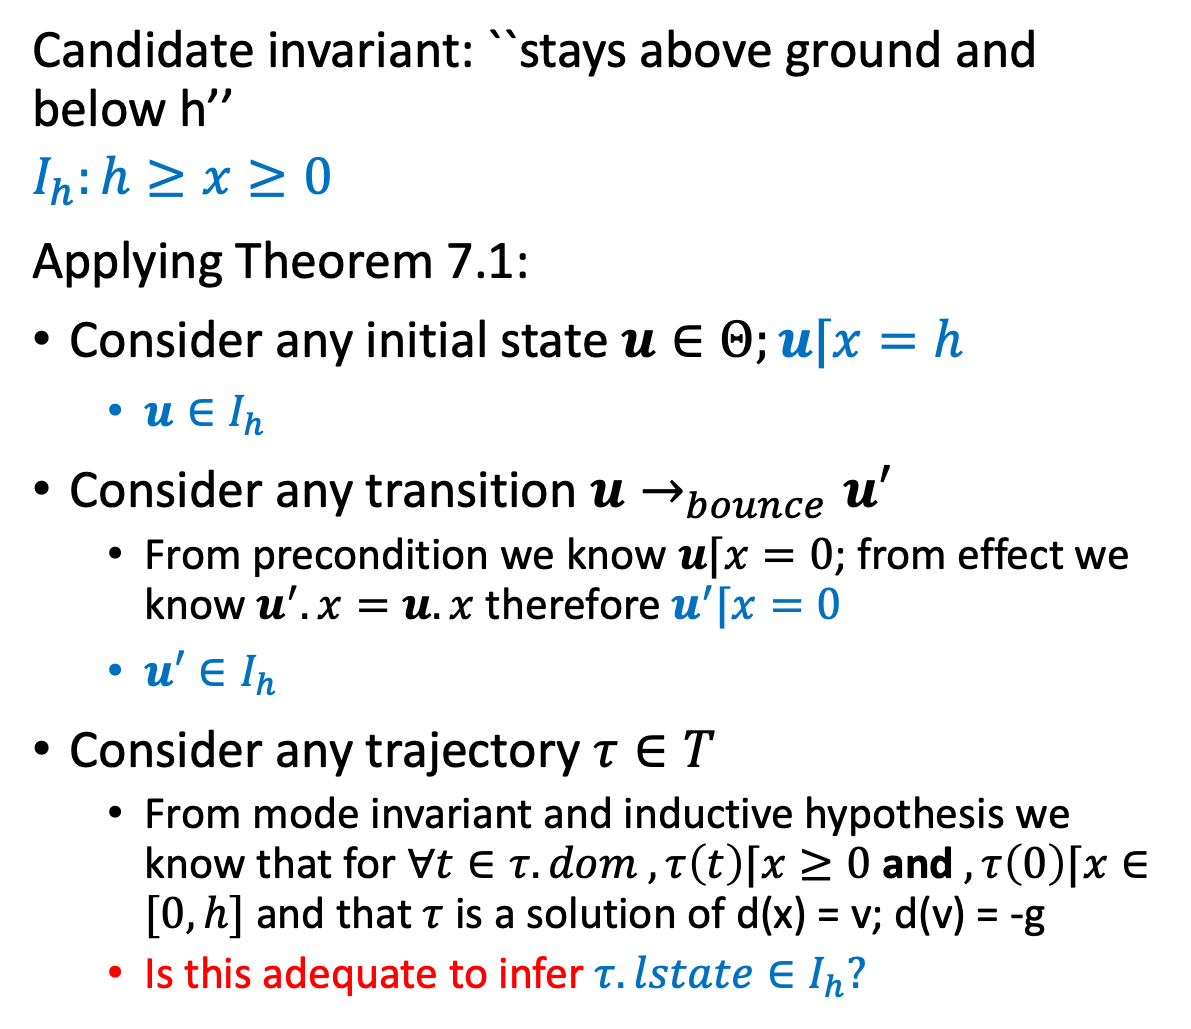 Candidate invariant: ``stays above ground and
below h’’
I_h: h ≥ x ≥ 0
Applying Theorem 7.1:
• Consider any initial state u ∈ Θ; u⌈x = h
• u ∈ I_h
• Consider any transition u →_bounce u′
• From precondition we know u⌈x = 0; from effect we
know u′. x = u. x therefore u′⌈x = 0
• u′ ∈ I_h
• Consider any trajectory τ ∈ T
• From mode invariant and inductive hypothesis we
know that for ∀t ∈ τ. dom , τ(t)⌈x ≥ 0 and , τ(0)⌈x ∈
[0, h] and that τ is a solution of d(x) = v; d(v) = -g
• Is this adequate to infer τ. lstate ∈ I_h?